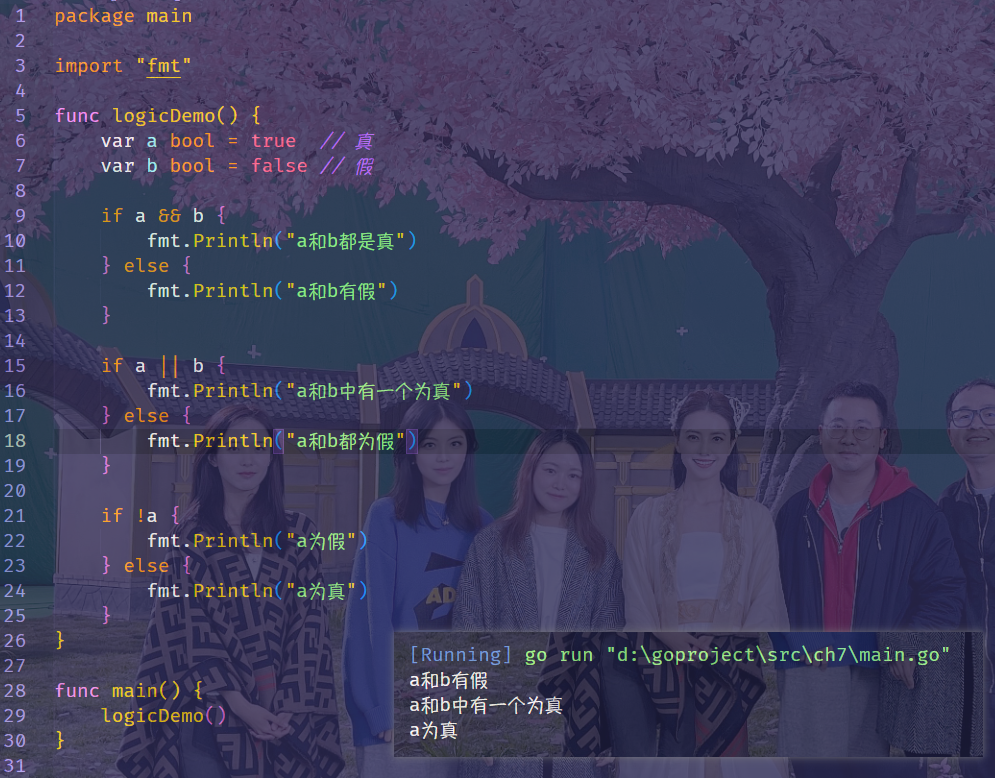 1 package main
2
3 import "fmt"
4
5 func logicDemo() {
6     var a bool = true  // 真
7     var b bool = false // 假
8
9     if a && b {
10         fmt.Println("a和b都是真")
11     } else {
12         fmt.Println("a和b有假")
13     }
14
15     if a || b {
16         fmt.Println("a和b中有一个为真")
17     } else {
18         fmt.Println("a和b都为假")
19     }
20
21     if !a {
22         fmt.Println("a为假")
23     } else {
24         fmt.Println("a为真")
25     }
26 }
27
28 func main() {
29     logicDemo()
30 }
31
AD
[Running] go run "d:\goproject\src\ch7\main.go"
a和b有假
a和b中有一个为真
a为真